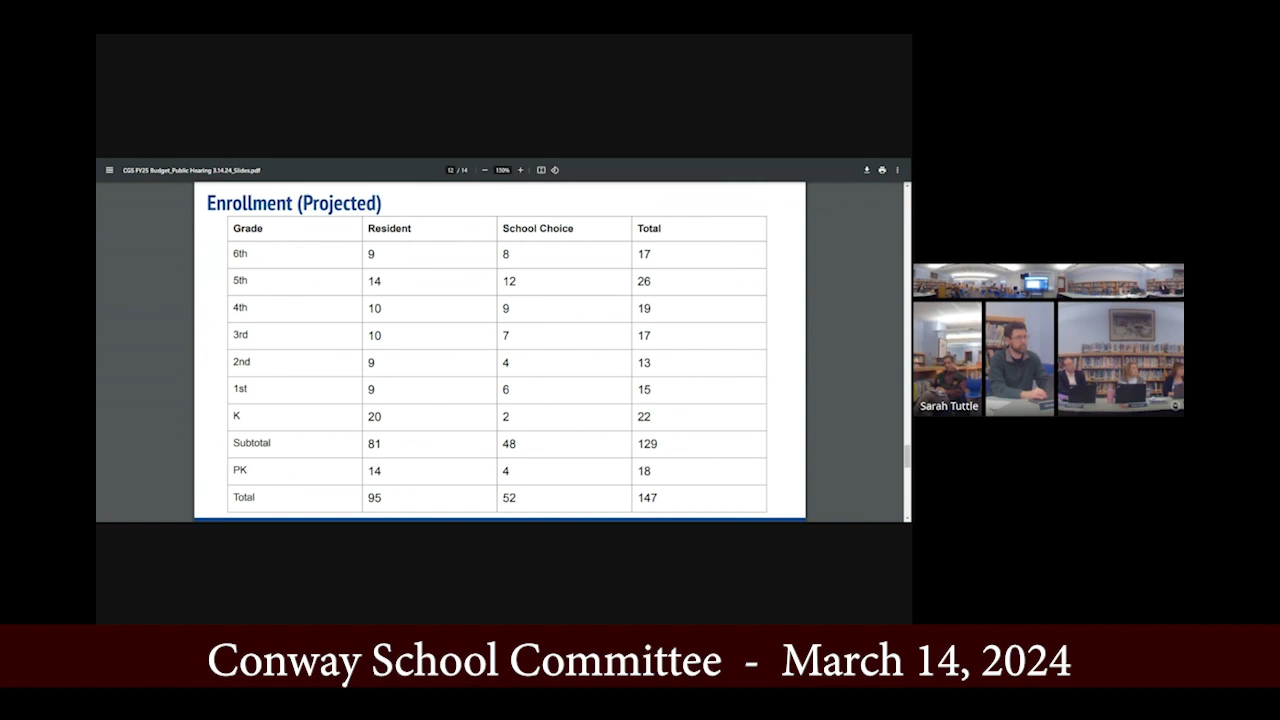 CGS FY25 Budget_Public Hearing 3.14.24_Slides.pdf
12 / 14
150%
Enrollment (Projected)
Grade Resident School Choice Total
6th 9 8 17
5th 14 12 26
4th 10 9 19
3rd 10 7 17
2nd 9 4 13
1st 9 6 15
K 20 2 22
Subtotal 81 48 129
PK 14 4 18
Total 95 52 147
Sarah Tuttle
Conway School Committee - March 14, 2024